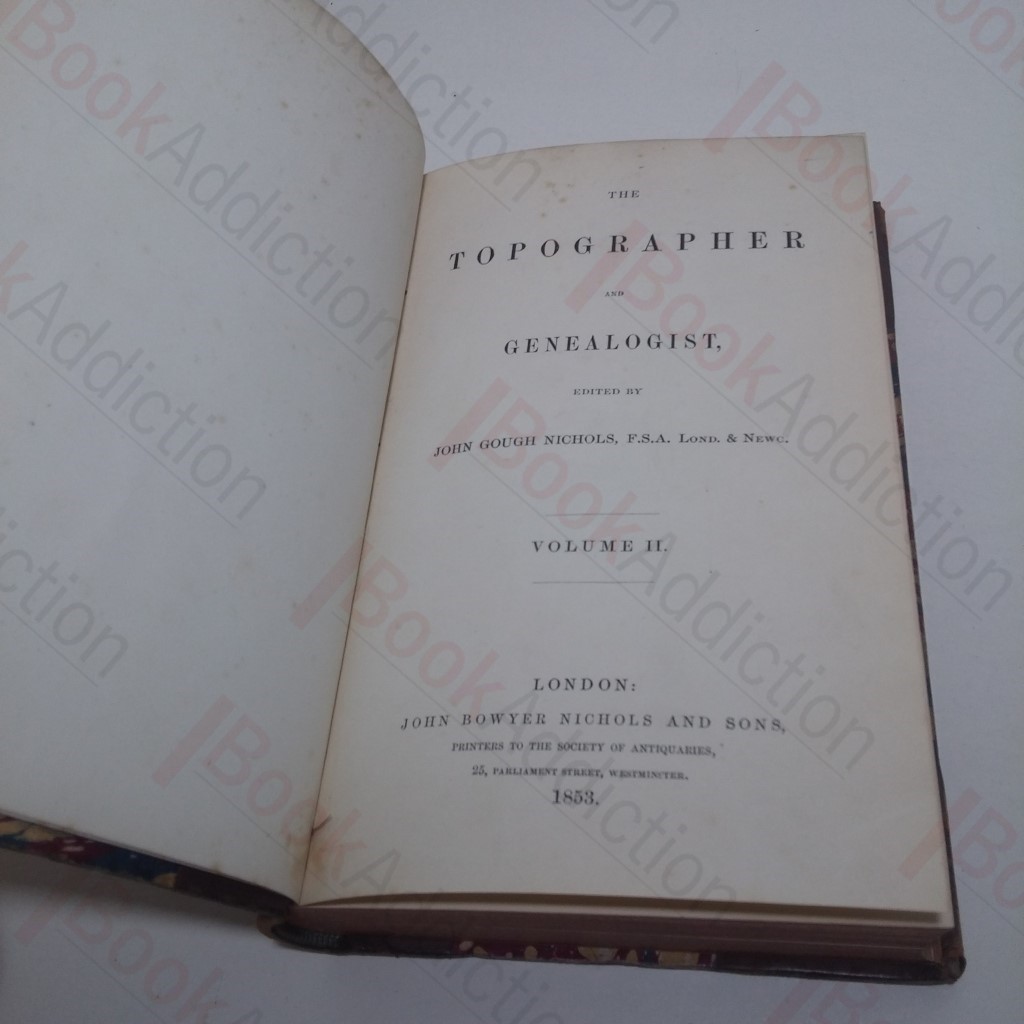 THE
TOPOGRAPHER
AND
GENEALOGIST,
EDITED BY
JOHN GOUGH NICHOLS, F.S.A. LOND. & NEWC.
VOLUME II.
LONDON:
JOHN BOWYER NICHOLS AND SONS,
PRINTERS TO THE SOCIETY OF ANTIQUARIES,
25, PARLIAMENT STREET, WESTMINSTER.
1853.
BookAddiction